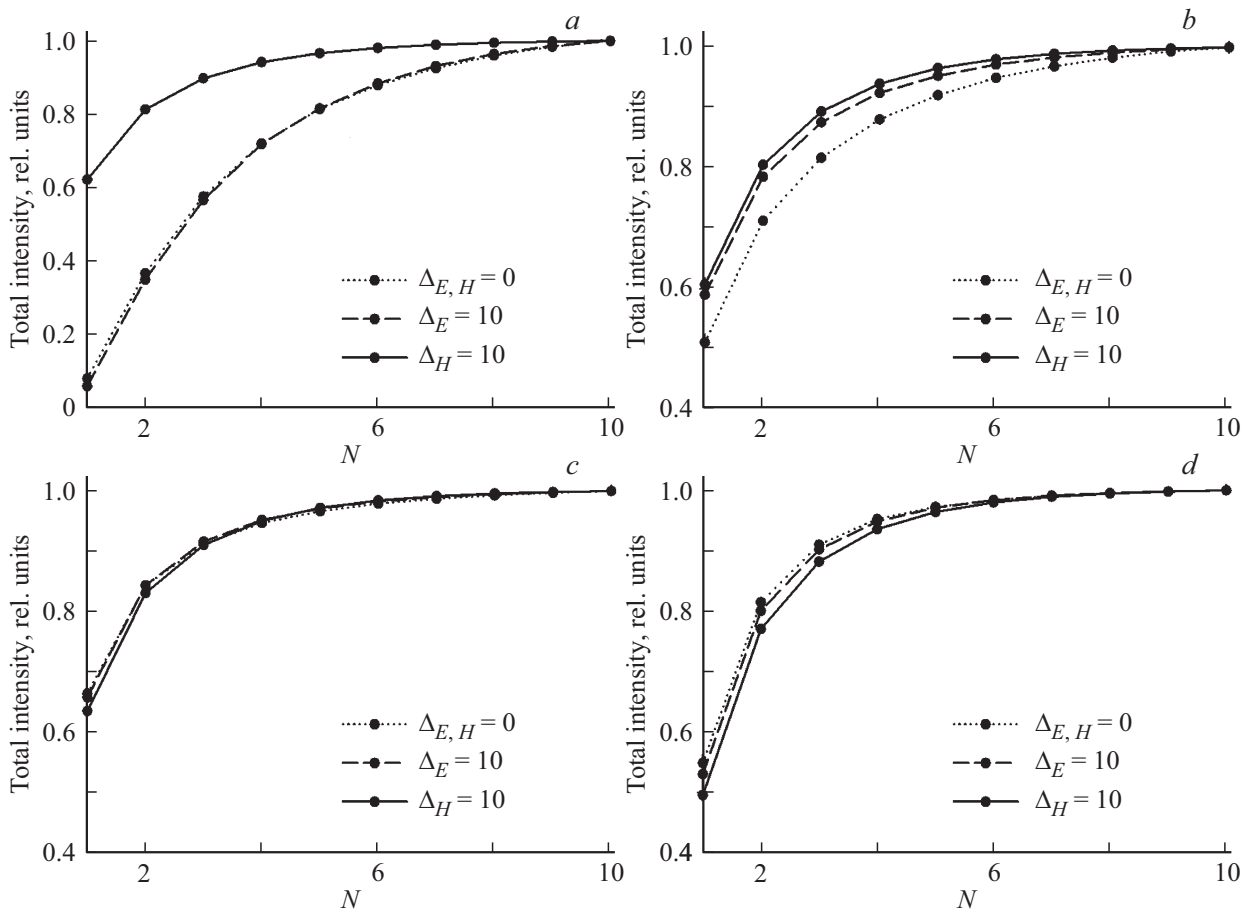 a
Total intensity, rel. units
1.0
0.8
0.6
0.4
0.2
0
Δ_E, H = 0
Δ_E = 10
Δ_H = 10
2
6
10
N
b
Total intensity, rel. units
1.0
0.8
0.6
0.4
Δ_E, H = 0
Δ_E = 10
Δ_H = 10
2
6
10
N
c
Total intensity, rel. units
1.0
0.8
0.6
0.4
Δ_E, H = 0
Δ_E = 10
Δ_H = 10
2
6
10
N
d
Total intensity, rel. units
1.0
0.8
0.6
0.4
Δ_E, H = 0
Δ_E = 10
Δ_H = 10
2
6
10
N